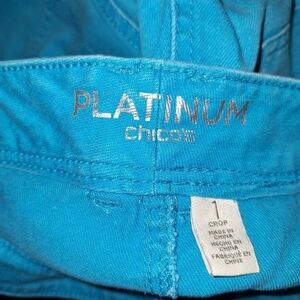 PLATINUM
chico's
1
CROP
MADE IN
CHINA
HECHO EN
CHINA
FABRIQUÉ EN
CHINE